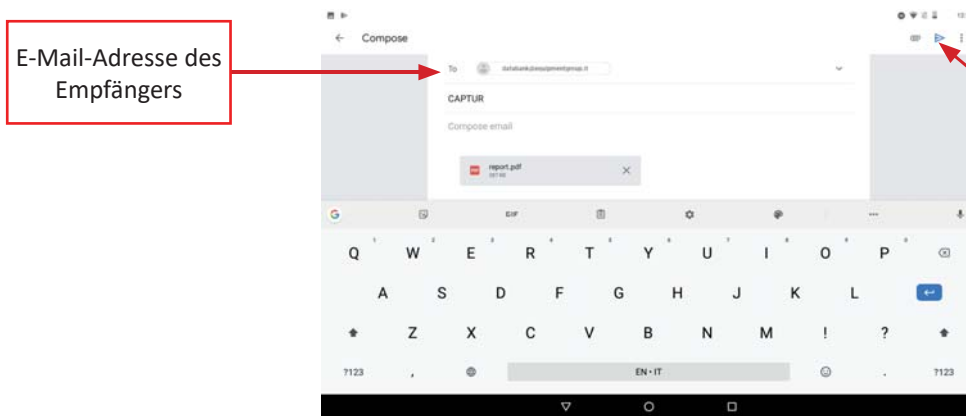 E-Mail-Adresse des
Empfängers
Compose
To
CAPTUR
Compose email
report.pdf
GIF
Q W E R T Y U I O P
A S D F G H J K L
Z X C V B N M ! ?
?123 , EN • IT . ?123